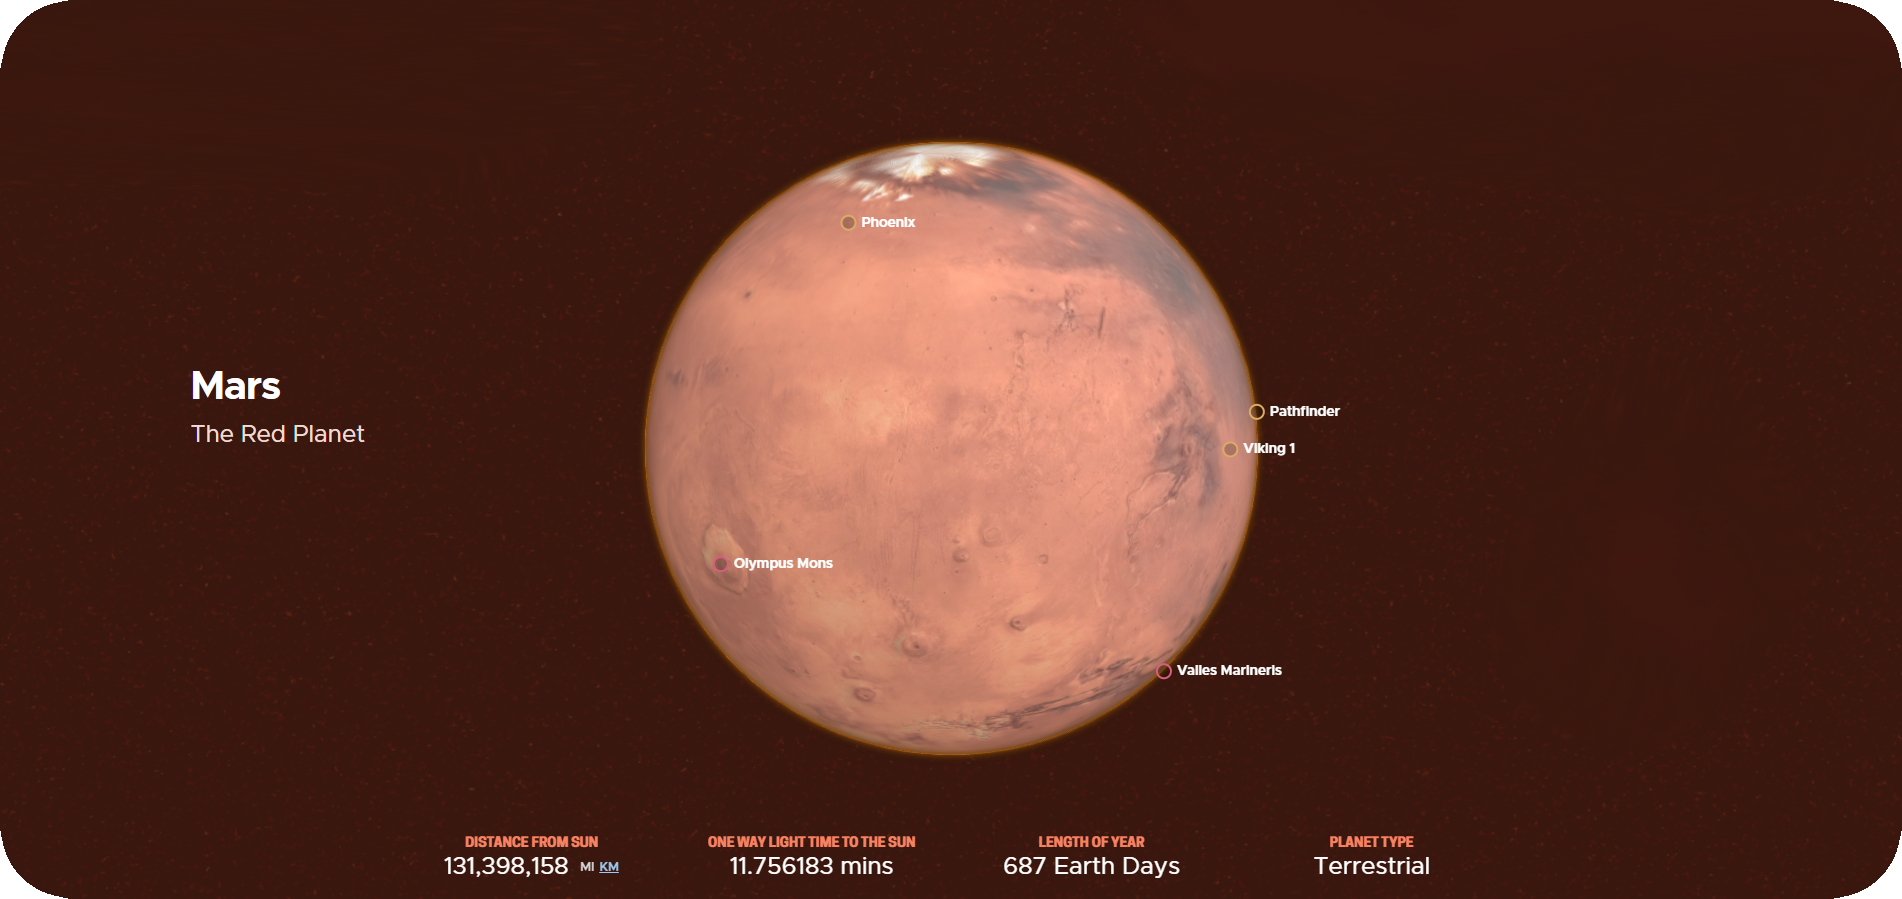 Phoenix
Mars
The Red Planet
Pathfinder
Viking 1
Olympus Mons
Valles Marineris
DISTANCE FROM SUN
131,398,158 MI KM
ONE WAY LIGHT TIME TO THE SUN
11.756183 mins
LENGTH OF YEAR
687 Earth Days
PLANET TYPE
Terrestrial